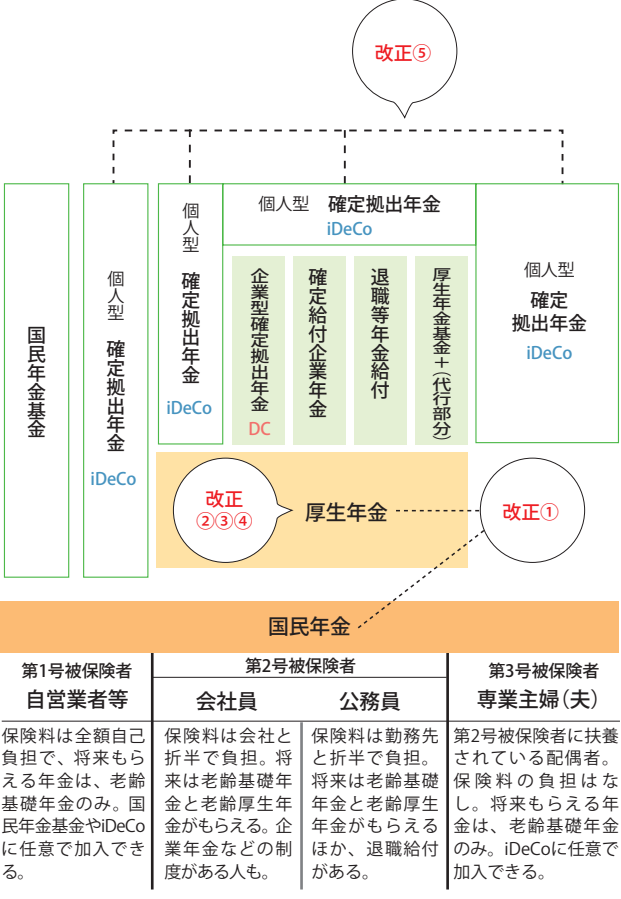 改正⑤
国民年金基金
個人型 確定拠出年金
iDeCo
個人型 確定拠出年金
iDeCo
個人型 確定拠出年金
iDeCo
企業型確定拠出年金
DC
確定給付企業年金
退職等年金給付
厚生年金基金＋(代行部分)
個人型
確定
拠出年金
iDeCo
改正
②③④
厚生年金
改正①
国民年金
第1号被保険者
自営業者等
第2号被保険者
会社員
公務員
第3号被保険者
専業主婦(夫)
保険料は全額自己
負担で、将来もら
える年金は、老齢
基礎年金のみ。国
民年金基金やiDeCo
に任意で加入でき
る。
保険料は会社と
折半で負担。将
来は老齢基礎年
金と老齢厚生年
金がもらえる。企
業年金などの制
度がある人も。
保険料は勤務先
と折半で負担。
将来は老齢基礎
年金と老齢厚生
年金がもらえる
ほか、退職給付
がある。
第2号被保険者に扶養
されている配偶者。
保険料の負担はな
し。将来もらえる年
金は、老齢基礎年金
のみ。iDeCoに任意で
加入できる。